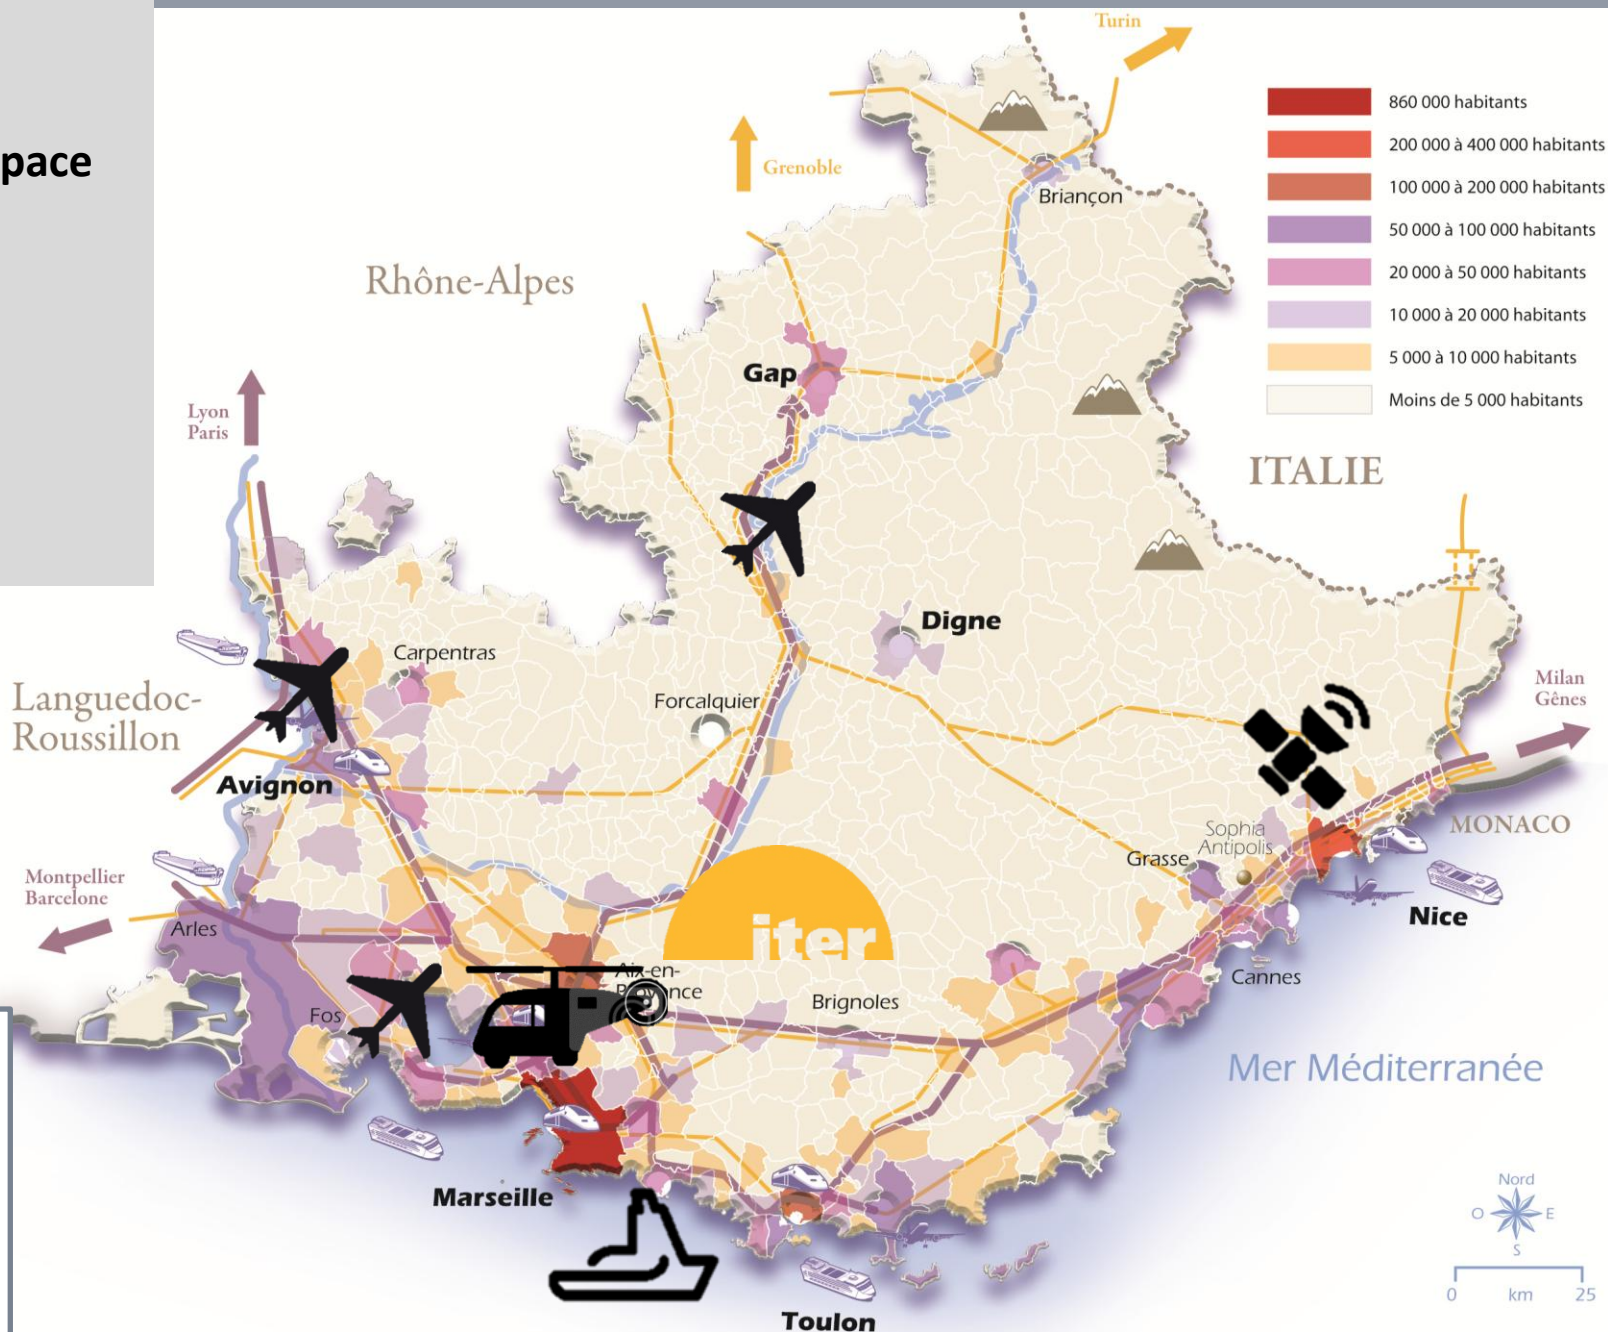 pace
Turin
Grenoble
860 000 habitants
200 000 à 400 000 habitants
100 000 à 200 000 habitants
50 000 à 100 000 habitants
20 000 à 50 000 habitants
10 000 à 20 000 habitants
5 000 à 10 000 habitants
Moins de 5 000 habitants
Briançon
Rhône-Alpes
Gap
Lyon
Paris
ITALIE
Digne
Carpentras
Forcalquier
Languedoc-
Roussillon
Milan
Gênes
Avignon
MONACO
Sophia
Antipolis
Grasse
Montpellier
Barcelone
Arles
Nice
iter
Aix-en-
Provence
Cannes
Brignoles
Fos
Mer Méditerranée
Marseille
Nord
O
E
S
0
km
25
Toulon